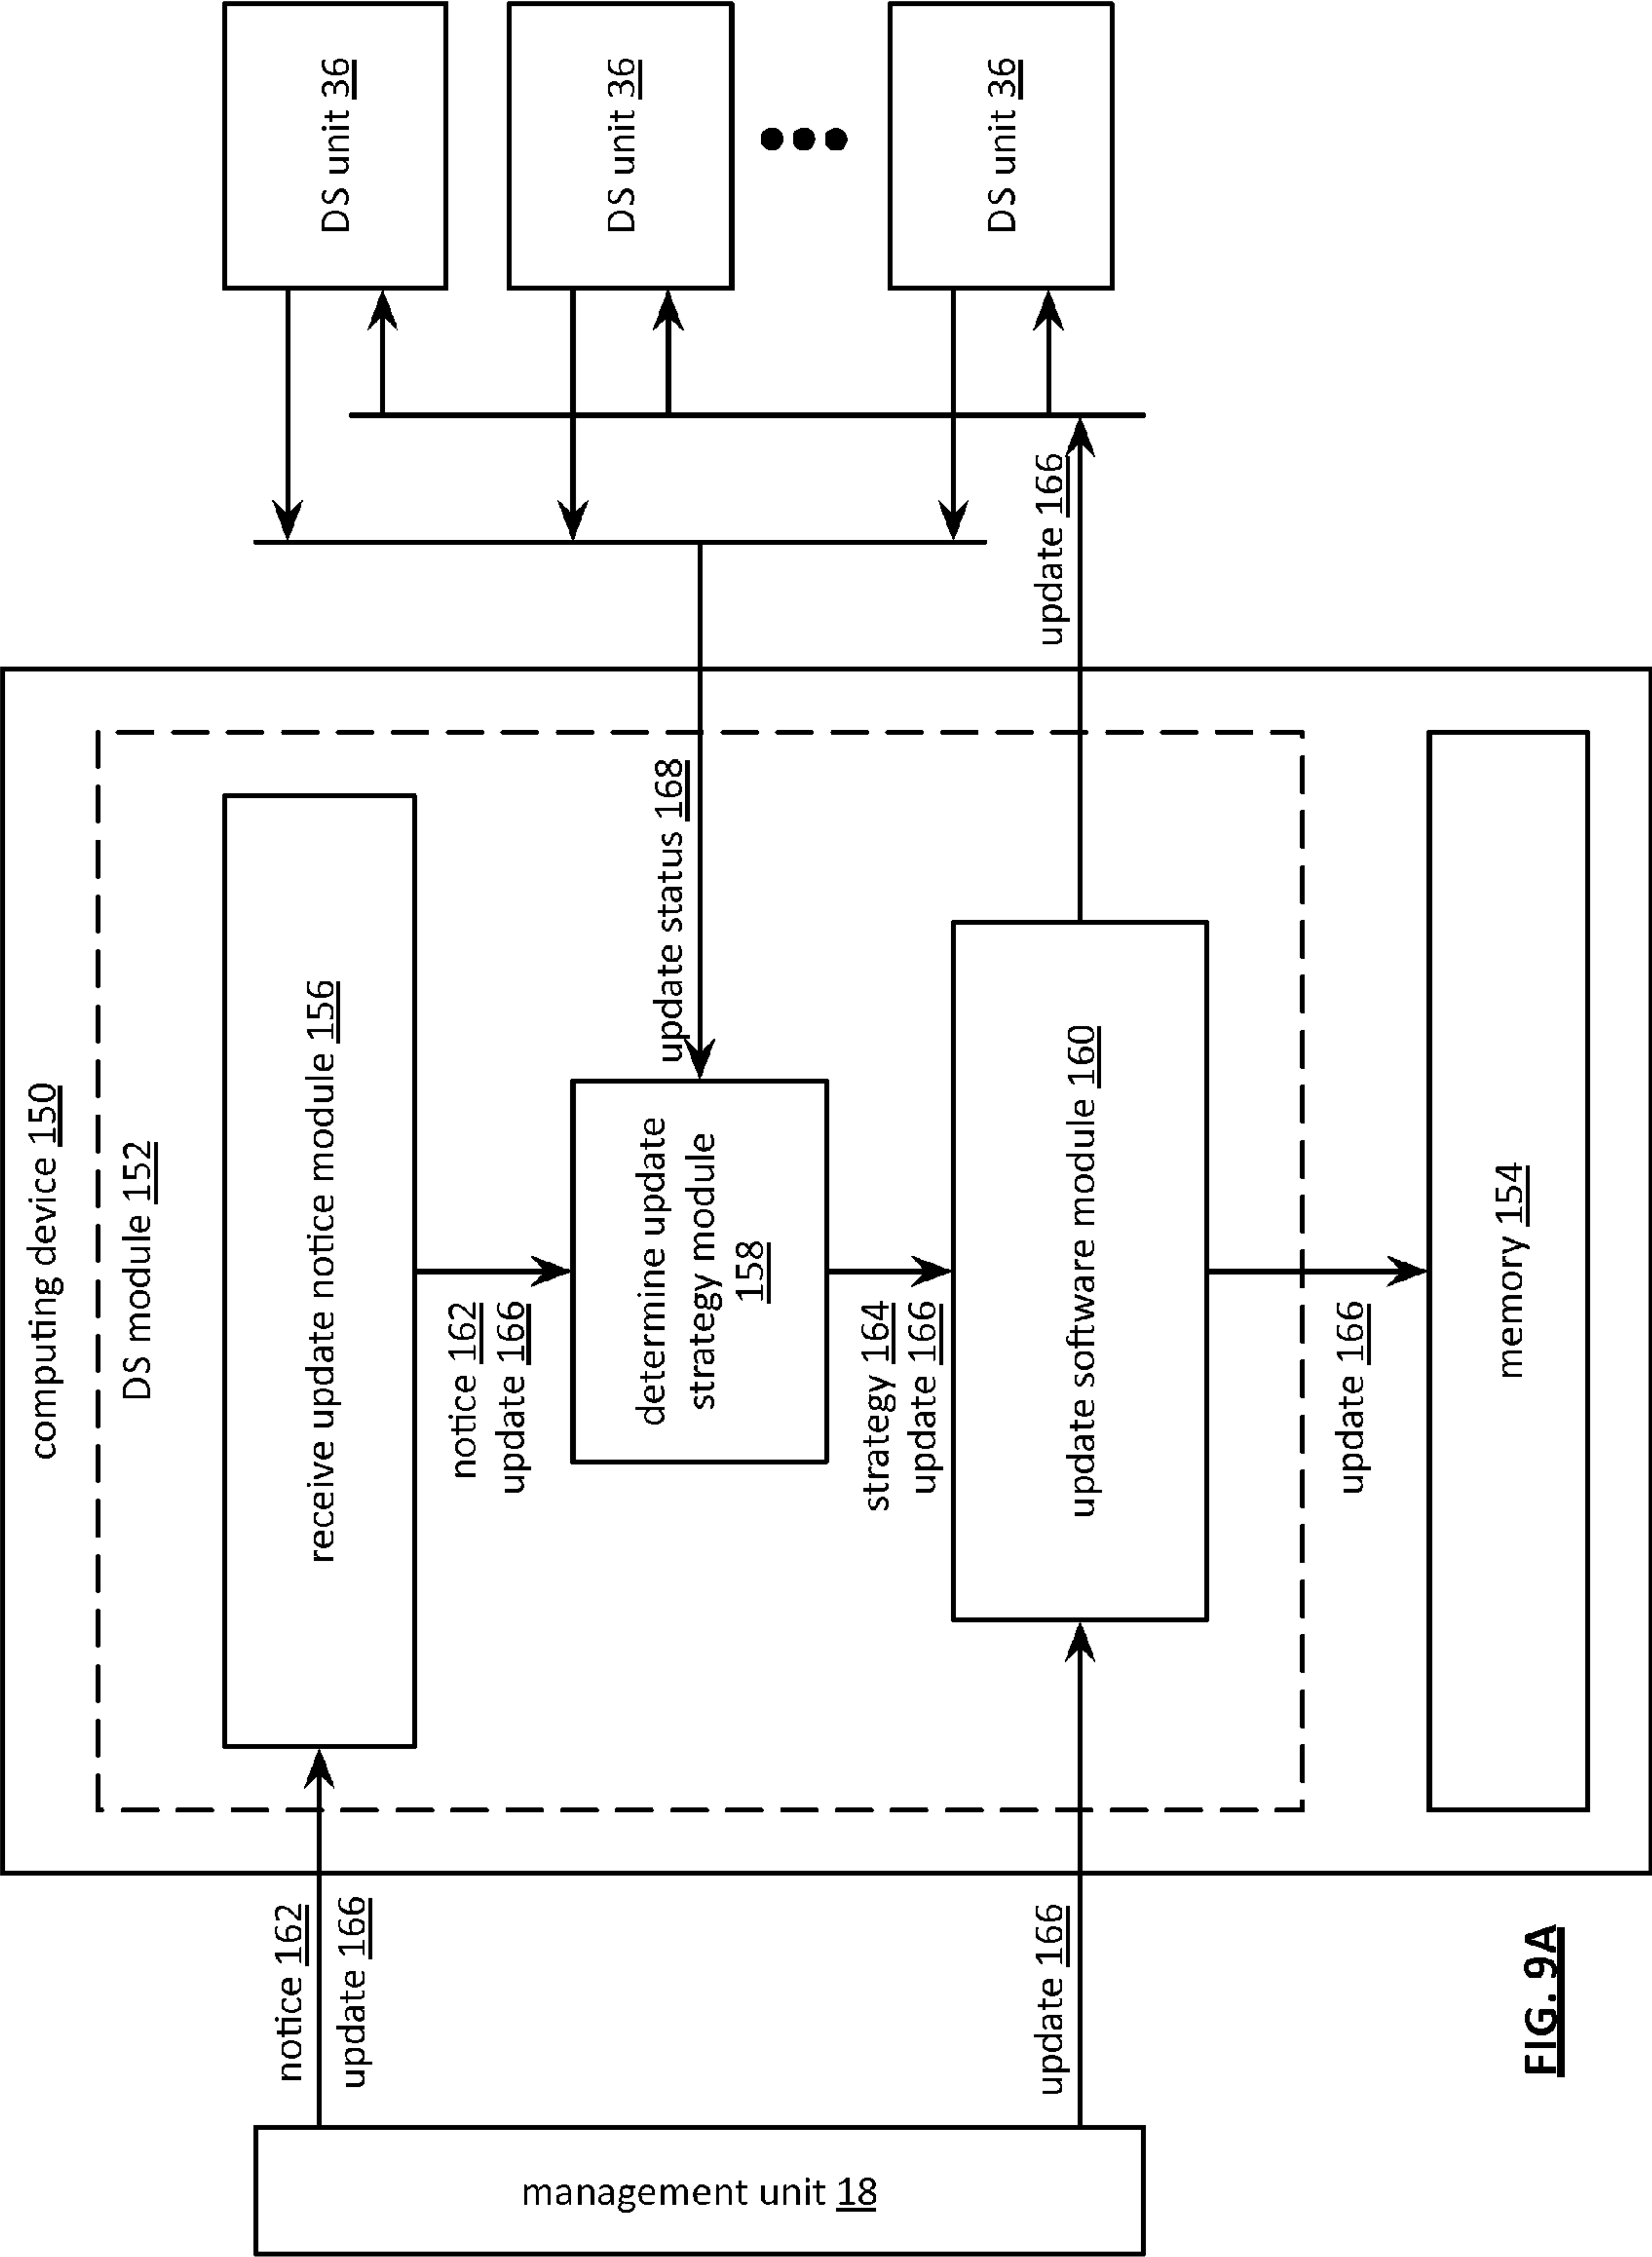 computing device 150
DS module 152
receive update notice module 156
notice 162
update 166
notice 162
update 166
determine update
strategy module
158
update status 168
strategy 164
update 166
update software module 160
update 166
update 166
update 166
memory 154
management unit 18
DS unit 36
DS unit 36
DS unit 36
FIG. 9A